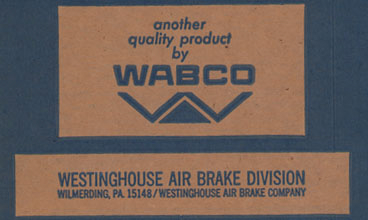 another
quality product
by
WABCO
WESTINGHOUSE AIR BRAKE DIVISION
WILMERDING, PA. 15148/WESTINGHOUSE AIR BRAKE COMPANY